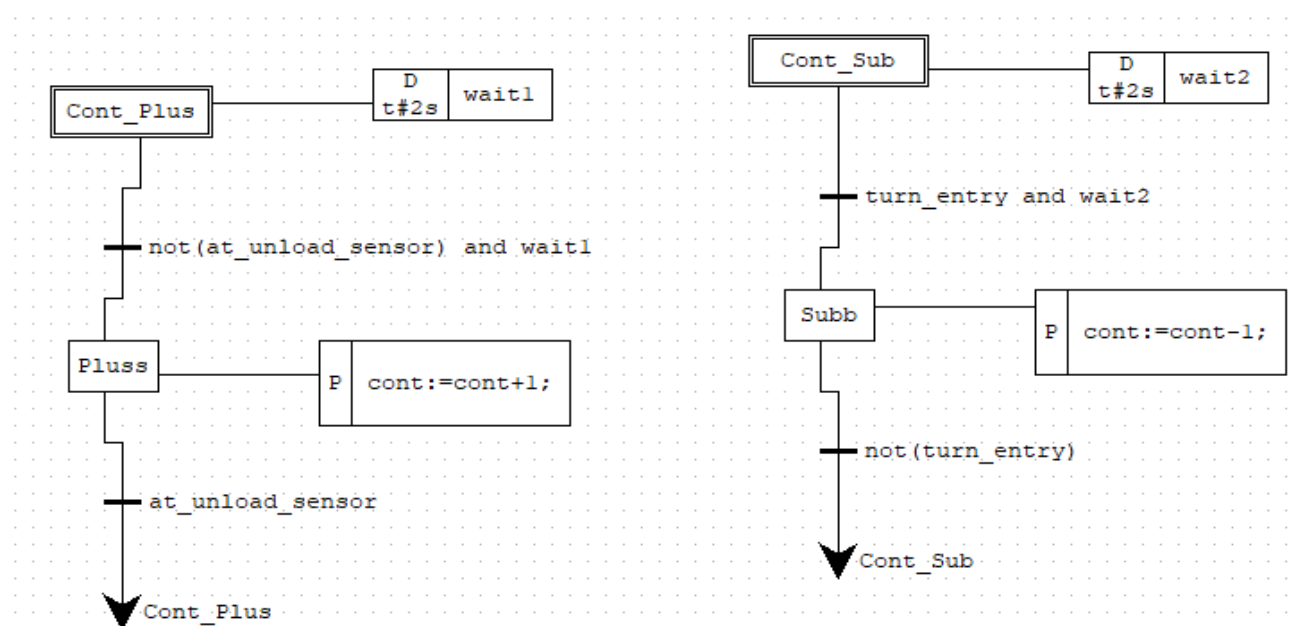 Cont_Plus
D
t#2s
wait1
not(at_unload_sensor) and wait1
Pluss
P
cont:=cont+1;
at_unload_sensor
Cont_Plus
Cont_Sub
D
t#2s
wait2
turn_entry and wait2
Subb
P
cont:=cont-1;
not(turn_entry)
Cont_Sub